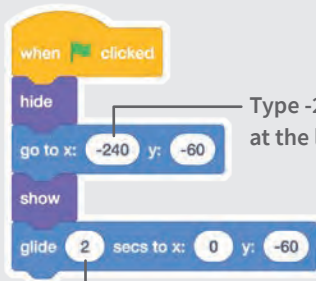 when clicked
hide
Type -2
go to x: -240 y: -60
at the
show
glide 2 secs to x: 0 y: -60